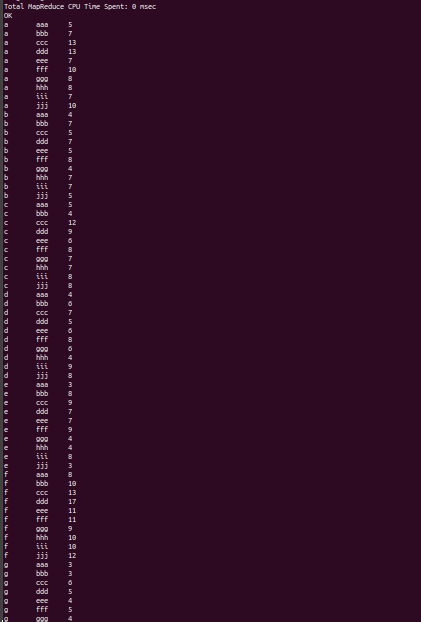 Total MapReduce CPU Time Spent: 0 msec
OK
a aaa 5
a bbb 7
a ccc 13
a ddd 13
a eee 7
a fff 10
a ggg 8
a hhh 8
a iii 7
a jjj 10
b aaa 4
b bbb 7
b ccc 5
b ddd 7
b eee 5
b fff 8
b ggg 4
b hhh 7
b iii 7
b jjj 5
c aaa 5
c bbb 4
c ccc 12
c ddd 9
c eee 6
c fff 8
c ggg 7
c hhh 7
c iii 8
c jjj 8
d aaa 4
d bbb 6
d ccc 7
d ddd 5
d eee 6
d fff 8
d ggg 6
d hhh 4
d iii 9
d jjj 8
e aaa 3
e bbb 8
e ccc 9
e ddd 7
e eee 7
e fff 9
e ggg 4
e hhh 4
e iii 8
e jjj 3
f aaa 8
f bbb 10
f ccc 13
f ddd 17
f eee 11
f fff 11
f ggg 9
f hhh 10
f iii 10
f jjj 12
g aaa 3
g bbb 3
g ccc 6
g ddd 5
g eee 4
g fff 5
g ggg 4